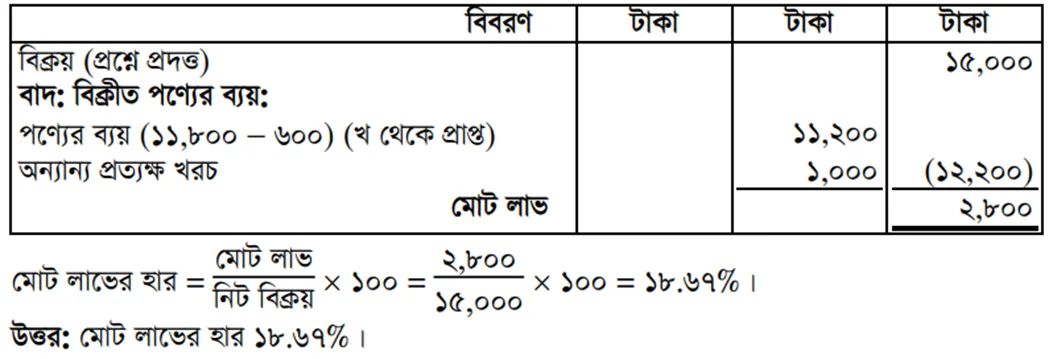 বিবরণ টাকা টাকা টাকা
বিক্রয় (প্রশ্নে প্রদত্ত) ১৫,০০০
বাদ: বিক্রীত পণ্যের ব্যয়:
পণ্যের ব্যয় (১১,৮০০ – ৬০০) (খ থেকে প্রাপ্ত) ১১,২০০
অন্যান্য প্রত্যক্ষ খরচ ১,০০০ (১২,২০০)
মোট লাভ ২,৮০০
মোট লাভের হার = মোট লাভ / নিট বিক্রয় × ১০০ = ২,৮০০ / ১৫,০০০ × ১০০ = ১৮.৬৭%।
উত্তর: মোট লাভের হার ১৮.৬৭%।